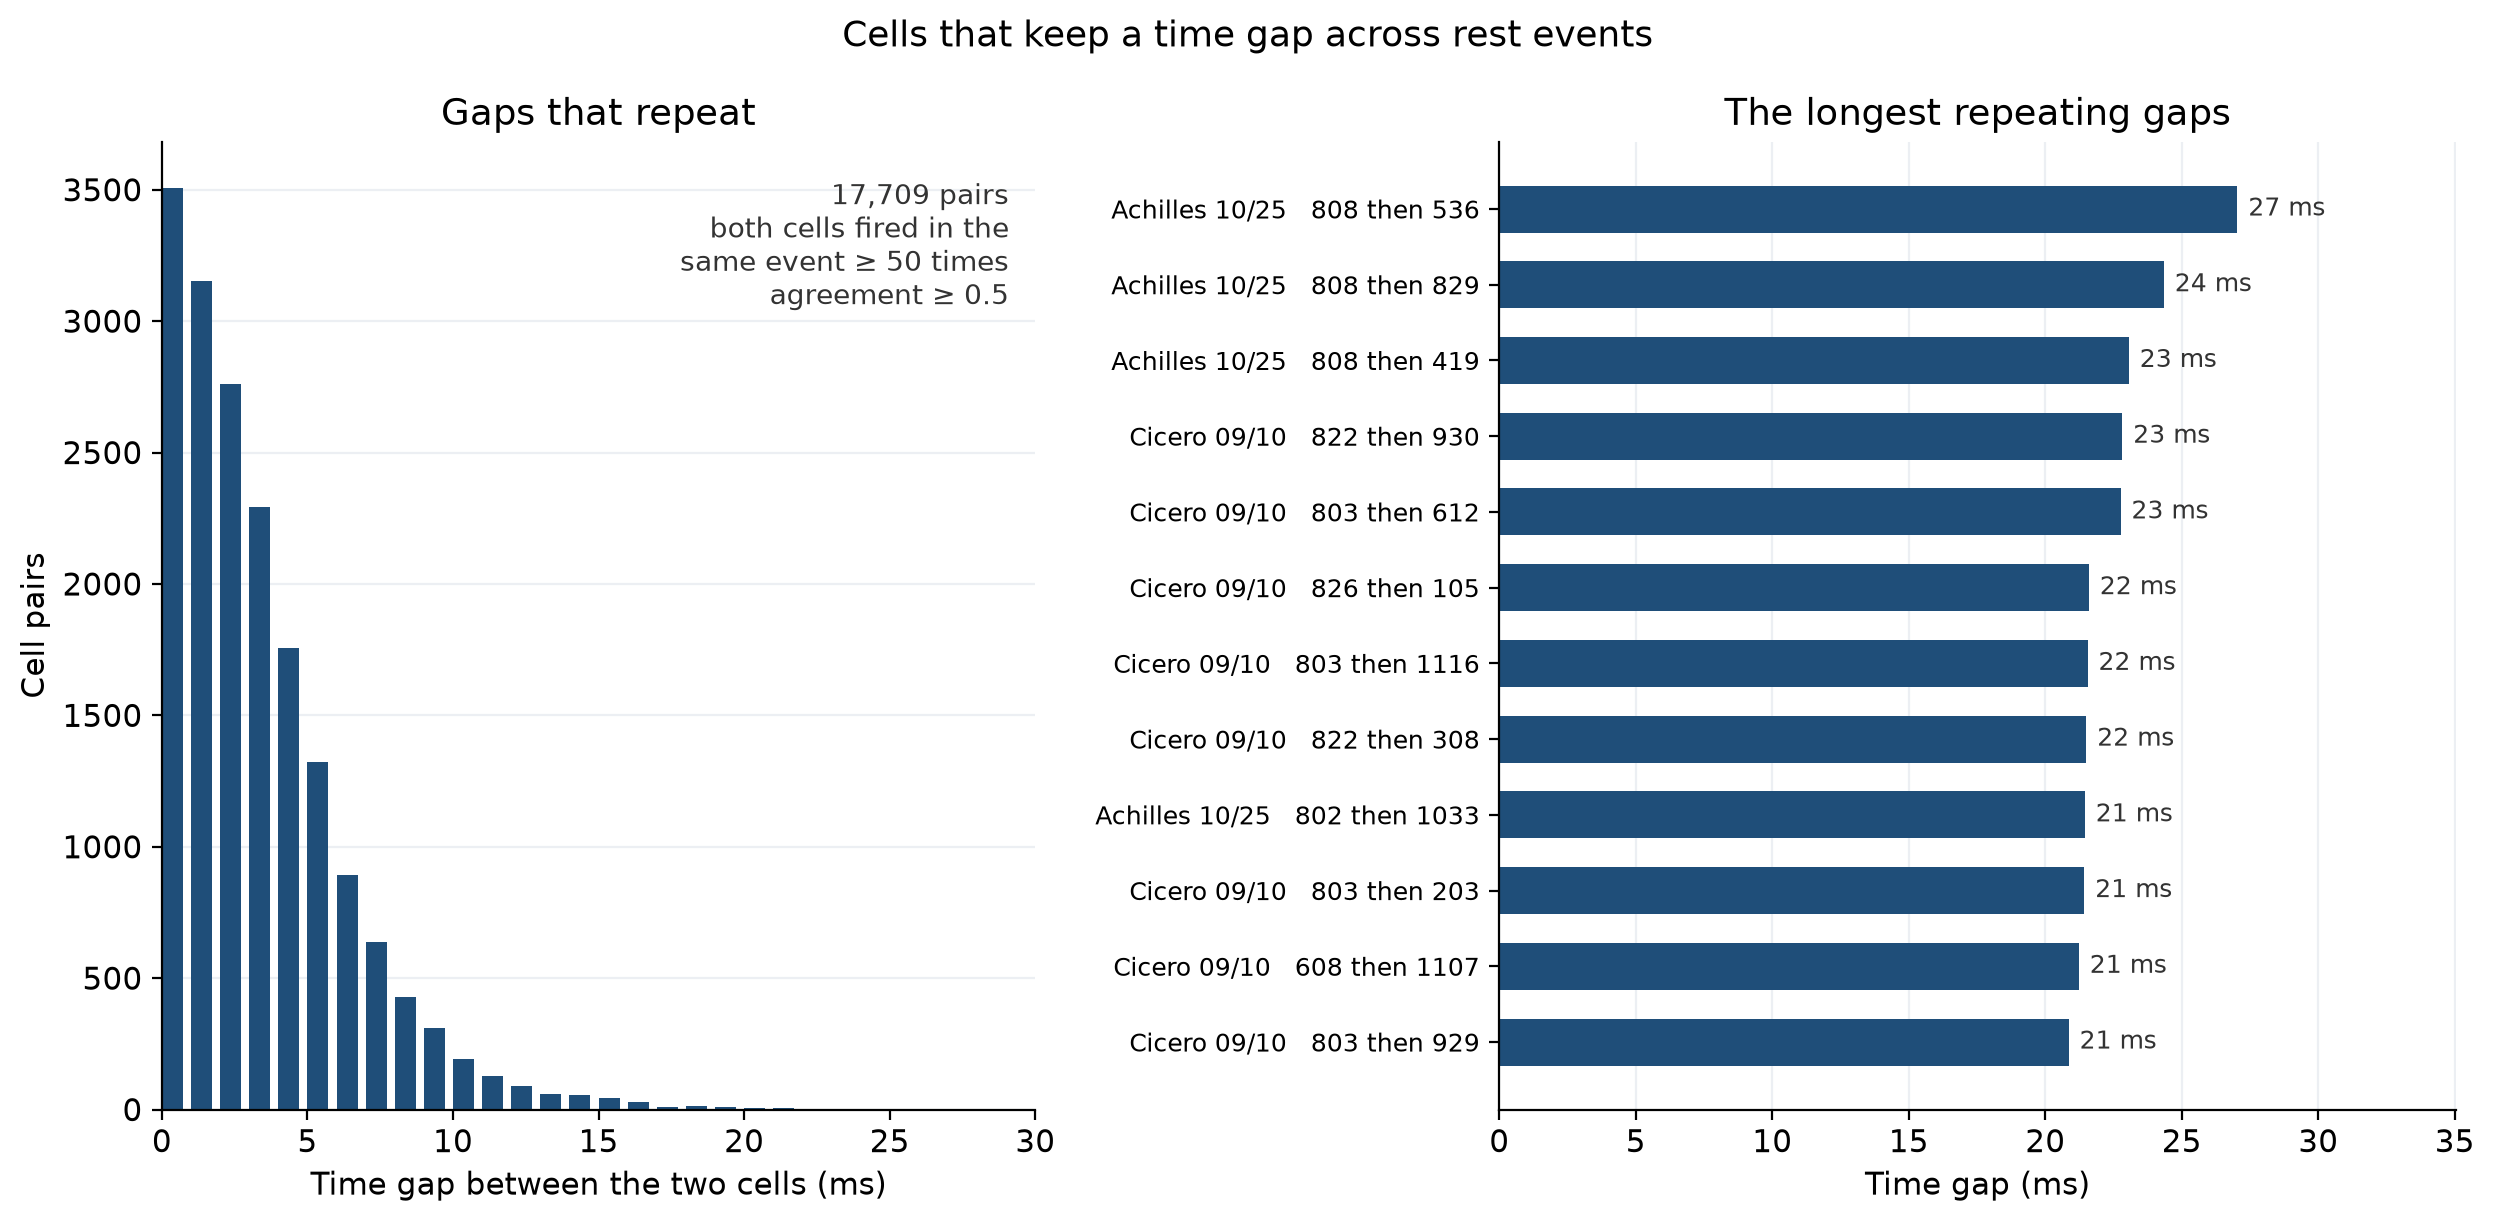 Cells that keep a time gap across rest events
Gaps that repeat
17,709 pairs
both cells fired in the
same event ≥ 50 times
agreement ≥ 0.5
Cell pairs
3500
3000
2500
2000
1500
1000
500
0
0 5 10 15 20 25 30
Time gap between the two cells (ms)
The longest repeating gaps
Achilles 10/25 808 then 536 27 ms
Achilles 10/25 808 then 829 24 ms
Achilles 10/25 808 then 419 23 ms
Cicero 09/10 822 then 930 23 ms
Cicero 09/10 803 then 612 23 ms
Cicero 09/10 826 then 105 22 ms
Cicero 09/10 803 then 1116 22 ms
Cicero 09/10 822 then 308 22 ms
Achilles 10/25 802 then 1033 21 ms
Cicero 09/10 803 then 203 21 ms
Cicero 09/10 608 then 1107 21 ms
Cicero 09/10 803 then 929 21 ms
0 5 10 15 20 25 30 35
Time gap (ms)